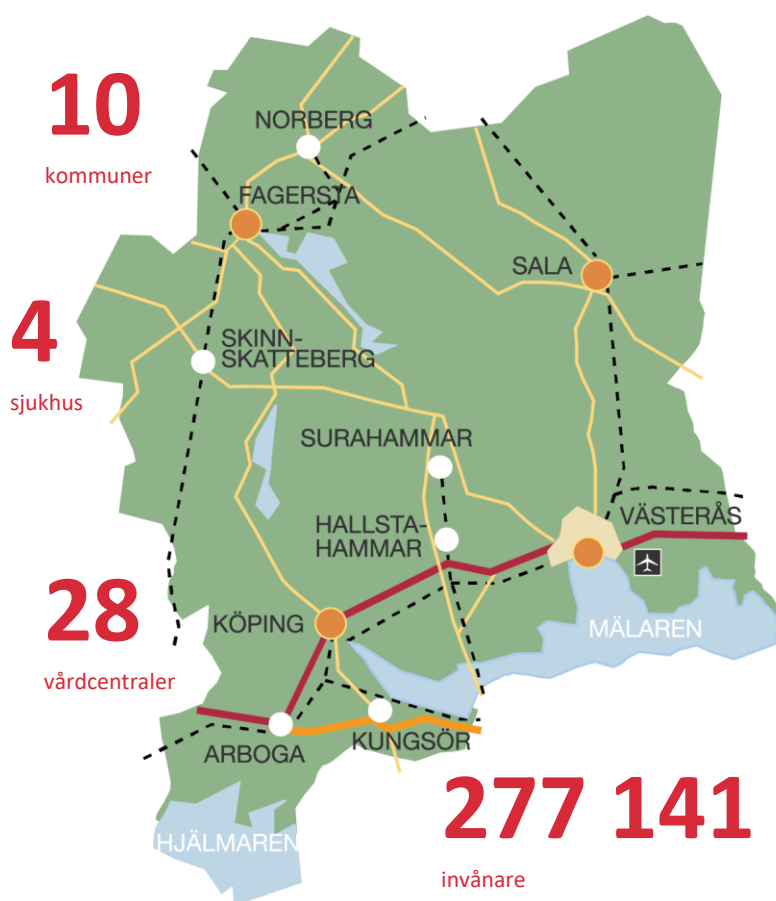 10
kommuner
NORBERG
FAGERSTA
SALA
4
sjukhus
SKINN-
SKATTEBERG
SURAHAMMAR
HALLSTA-
HAMMAR
VÄSTERÅS
28
vårdcentraler
KÖPING
MÄLAREN
ARBOGA
KUNGSÖR
277 141
invånare
HJÄLMAREN